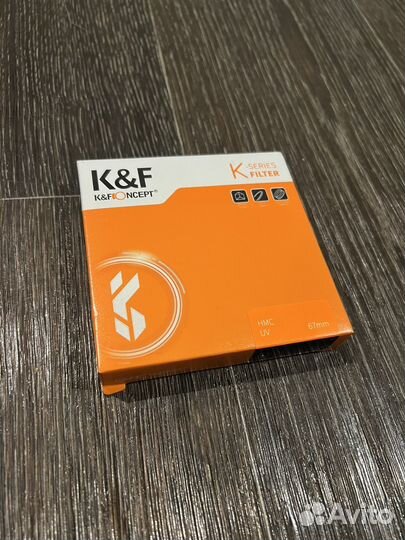 K&F
K&F CONCEPT®
K-SERIES
FILTER
HMC
UV 67mm
Avito